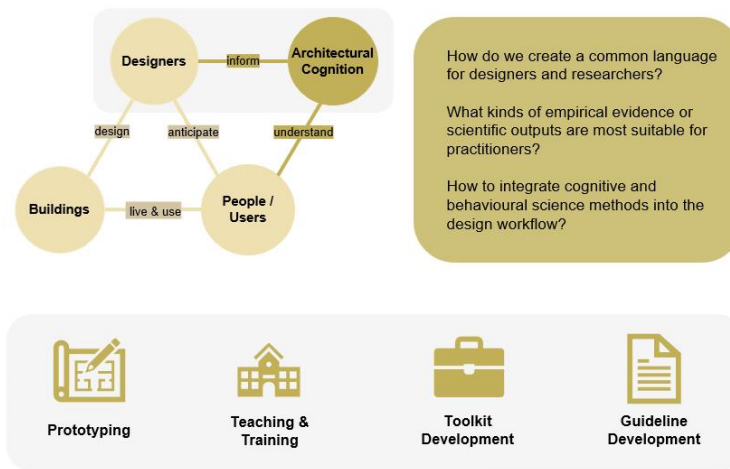 Designers
inform
Architectural
Cognition
design
anticipate
understand
Buildings
live & use
People /
Users
How do we create a common language
for designers and researchers?
What kinds of empirical evidence or
scientific outputs are most suitable for
practitioners?
How to integrate cognitive and
behavioural science methods into the
design workflow?
Prototyping
Teaching &
Training
Toolkit
Development
Guideline
Development